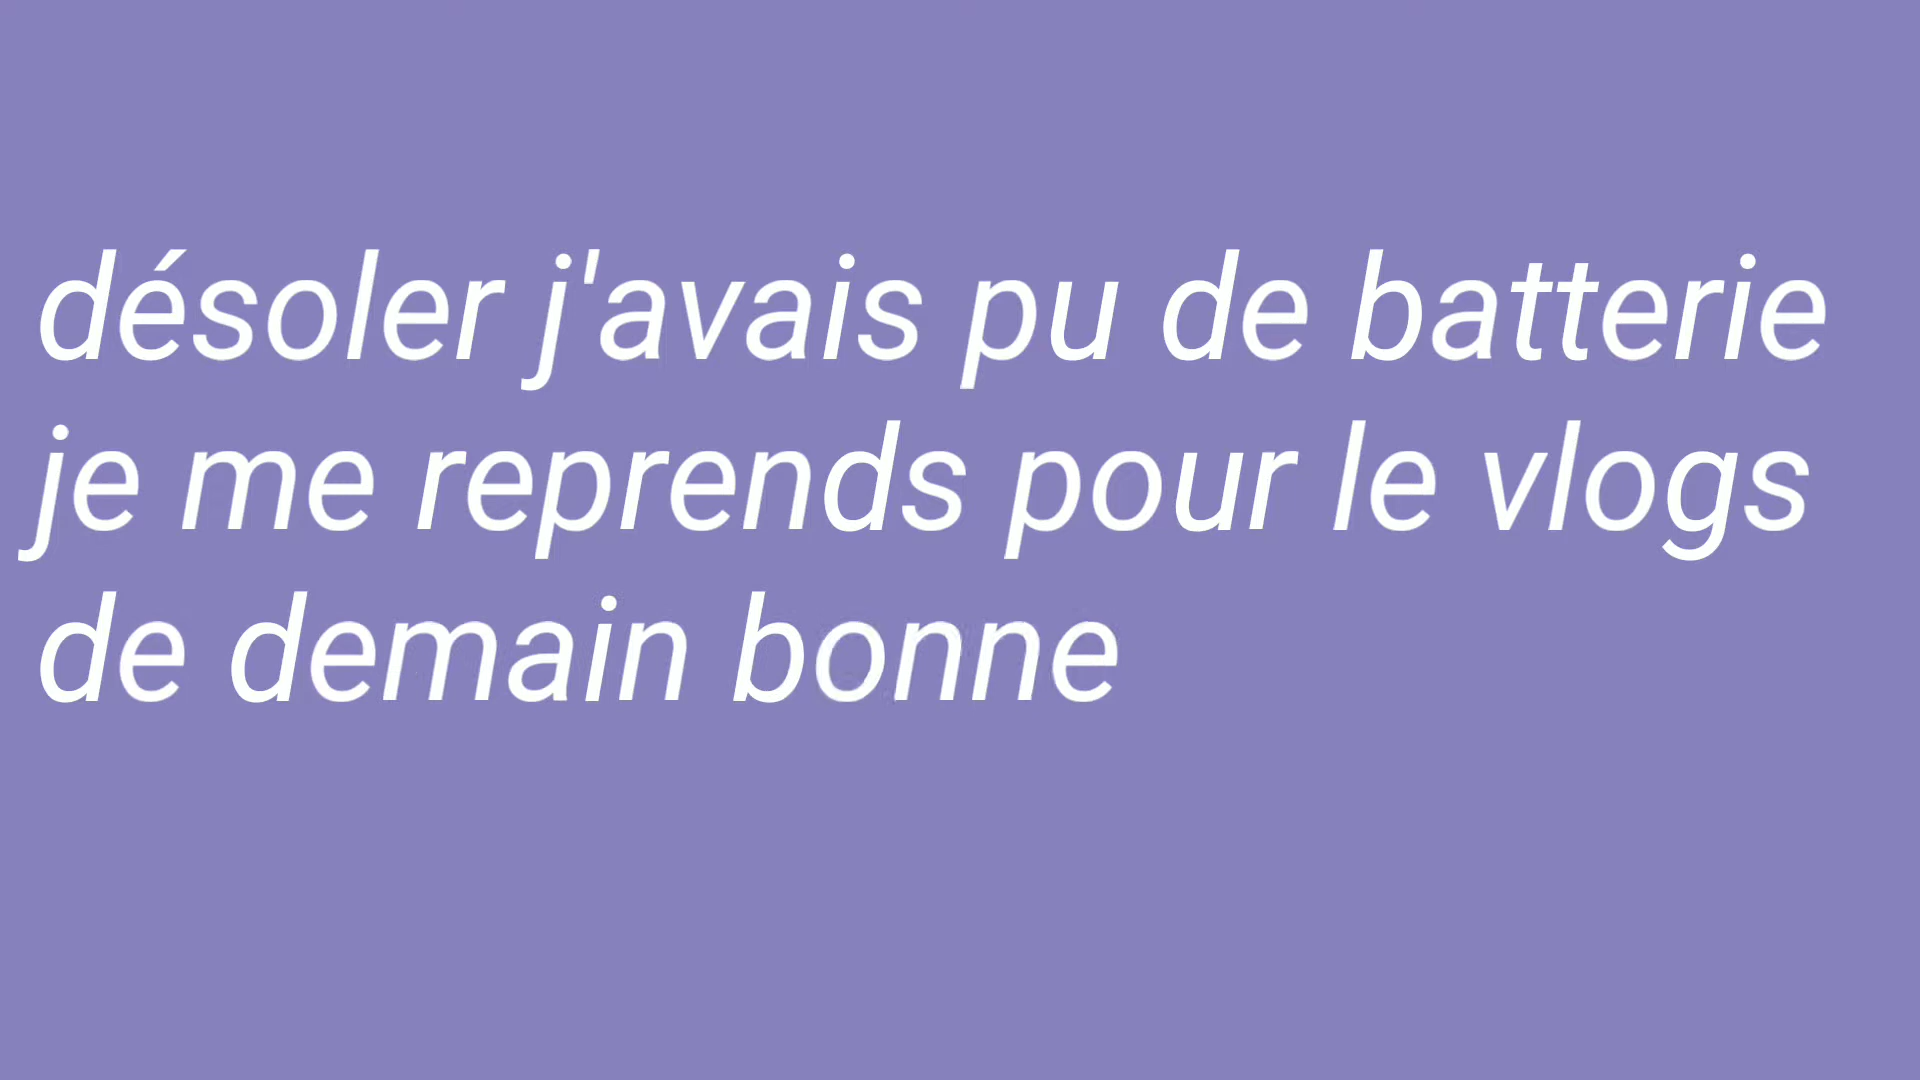 désoler j'avais pu de batterie
je me reprends pour le vlogs
de demain bonne